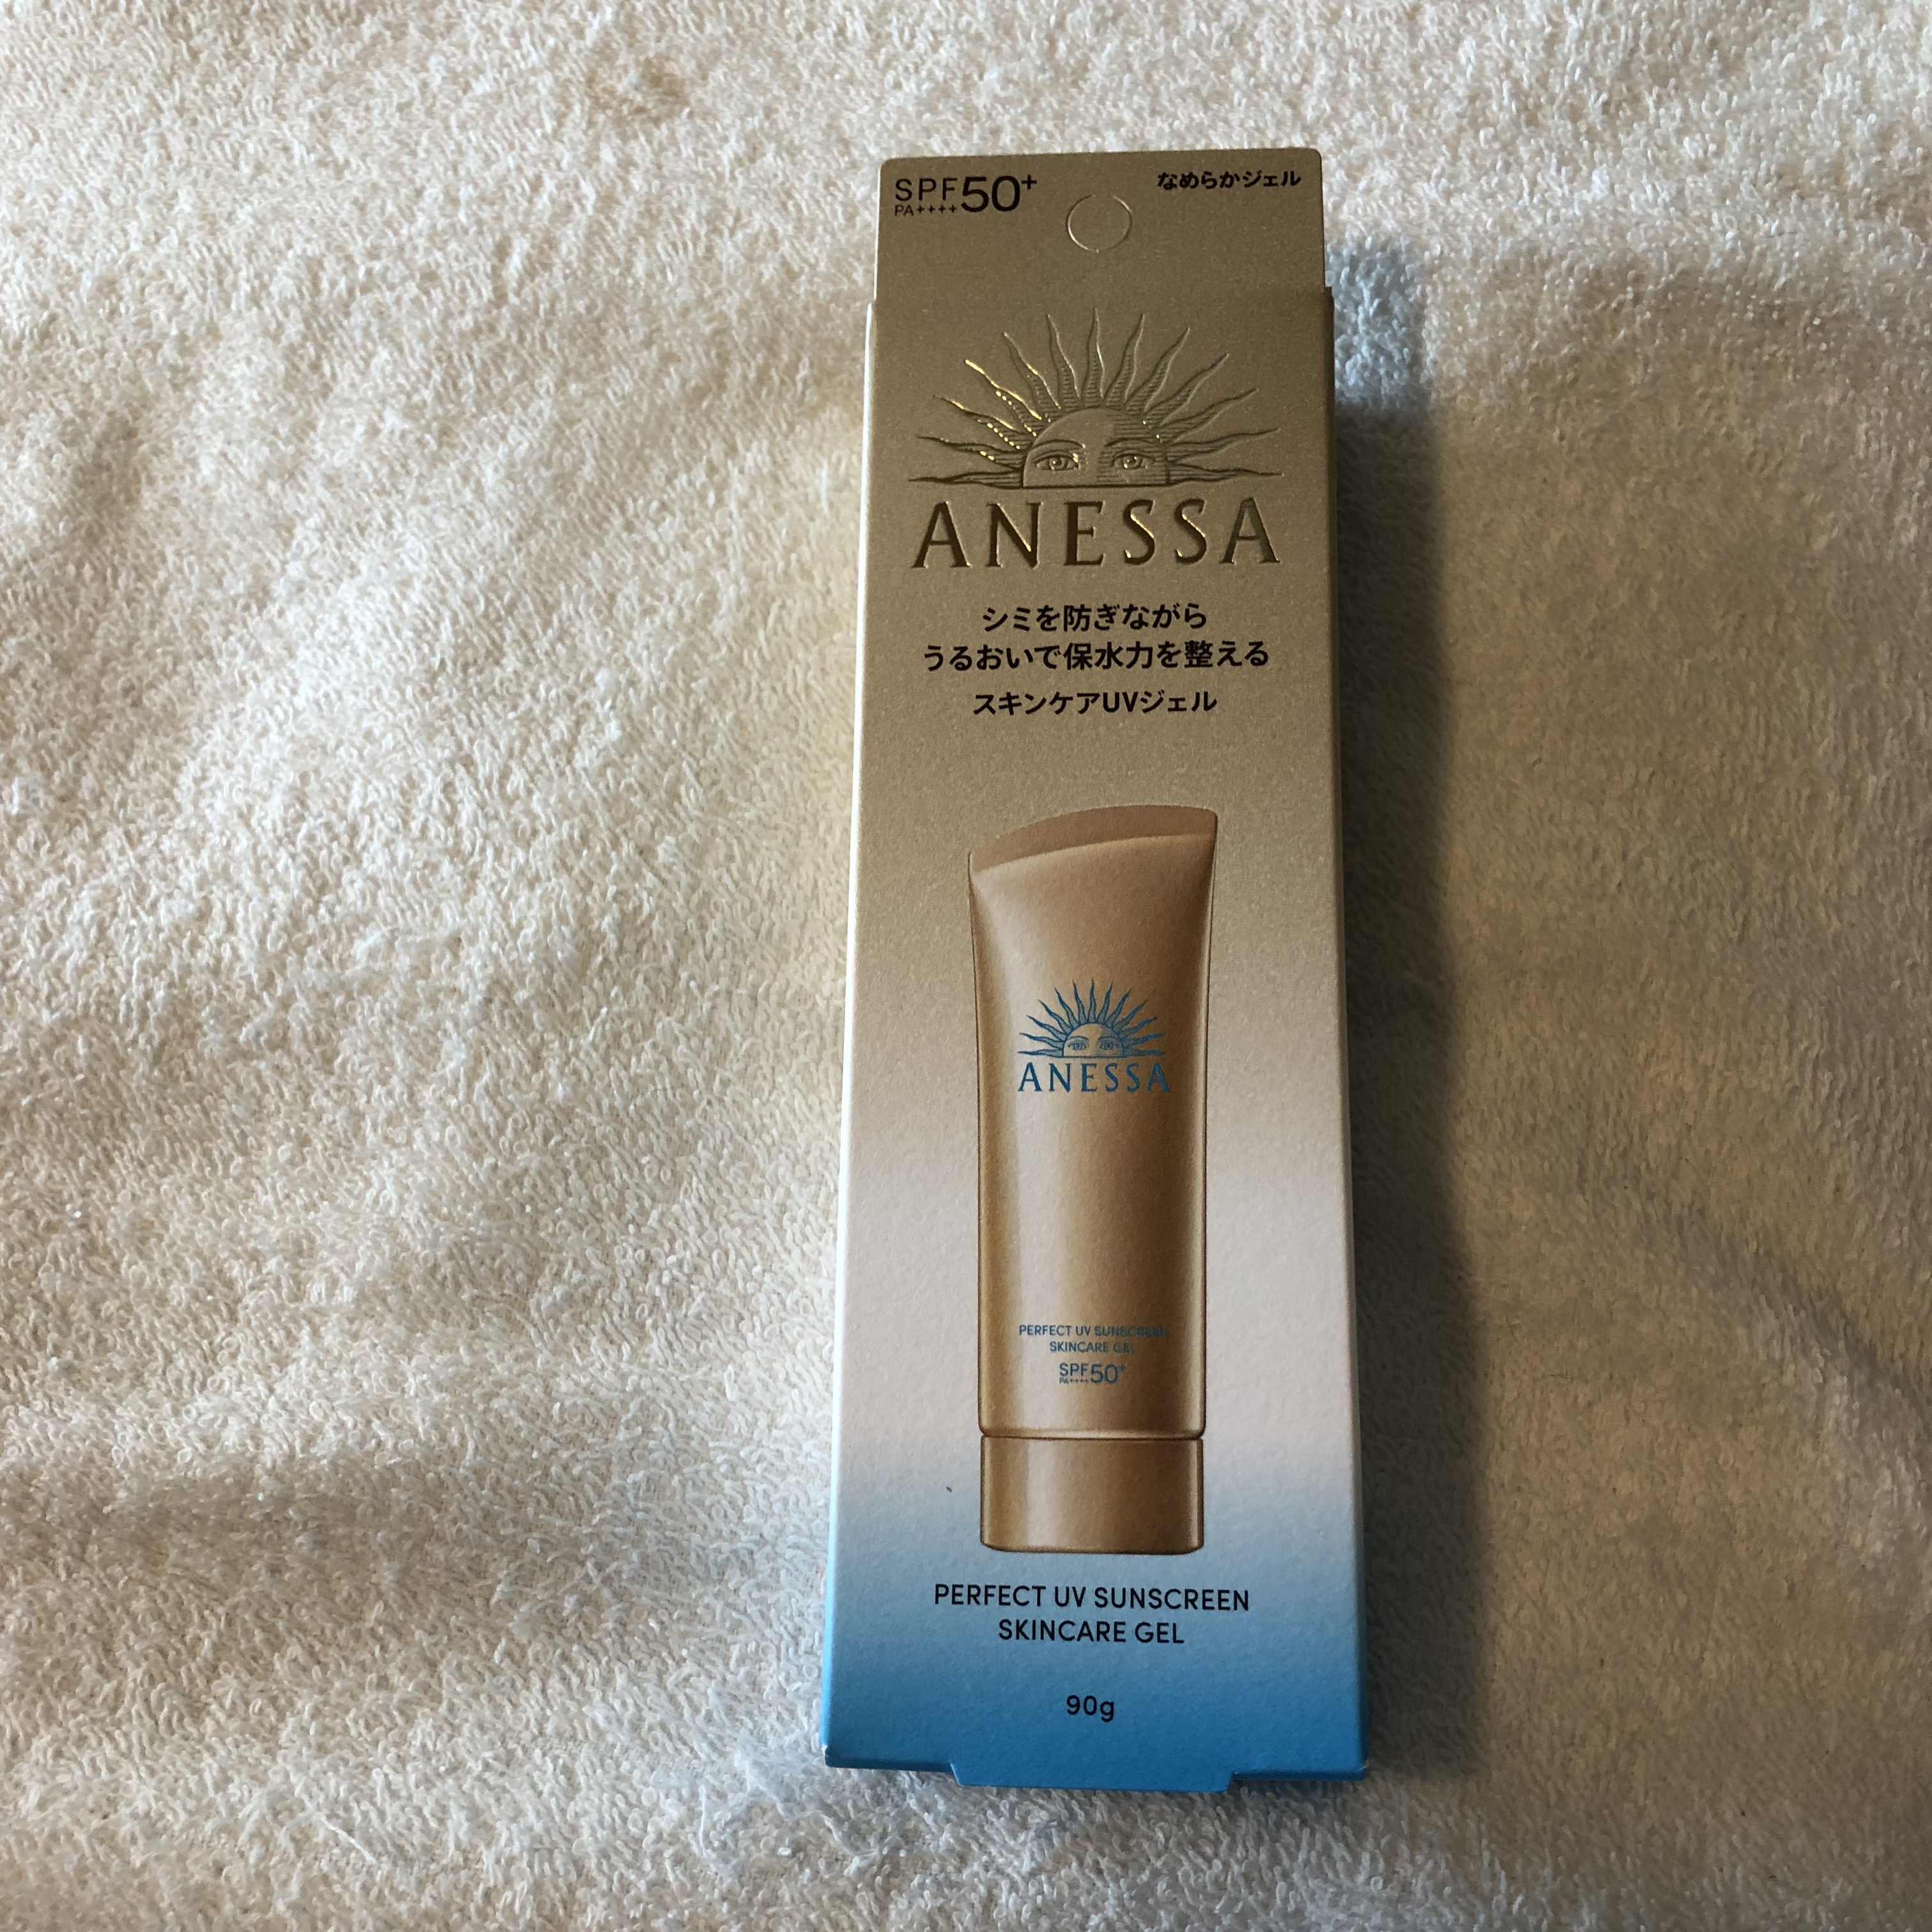 SPF50+
PA++++
なめらかジェル
ANESSA
シミを防ぎながら
うるおいで保水力を整える
スキンケアUVジェル
ANESSA
PERFECT UV SUNSCREEN
SKINCARE GEL
SPF50+
PA++++
PERFECT UV SUNSCREEN
SKINCARE GEL
90g